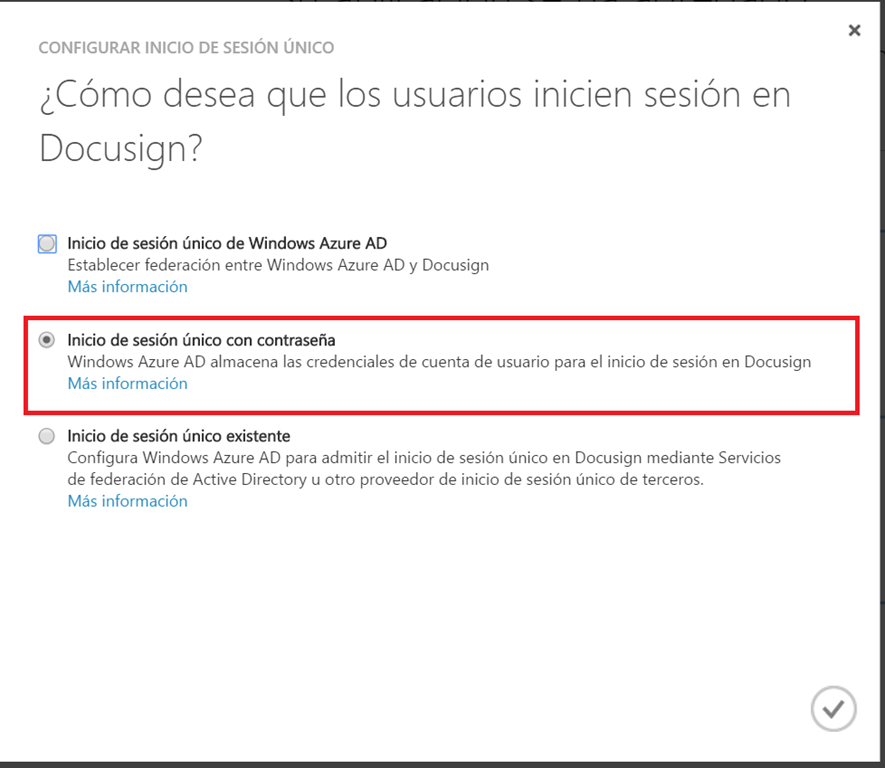 CONFIGURAR INICIO DE SESIÓN ÚNICO
¿Cómo desea que los usuarios inicien sesión en
Docusign?
Inicio de sesión único de Windows Azure AD
Establecer federación entre Windows Azure AD y Docusign
Más información
Inicio de sesión único con contraseña
Windows Azure AD almacena las credenciales de cuenta de usuario para el inicio de sesión en Docusign
Más información
Inicio de sesión único existente
Configura Windows Azure AD para admitir el inicio de sesión único en Docusign mediante Servicios
de federación de Active Directory u otro proveedor de inicio de sesión único de terceros.
Más información